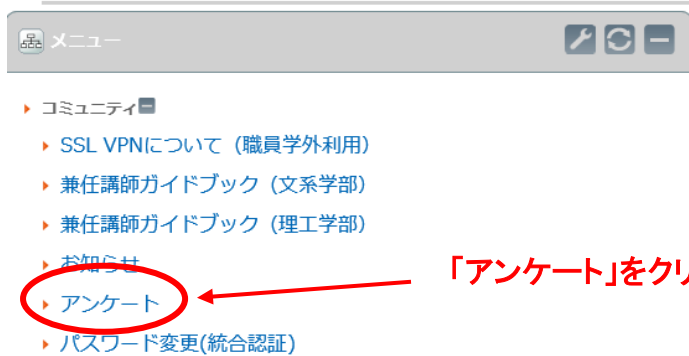 メニュー
コミュニティ
SSL VPNについて（職員学外利用）
兼任講師ガイドブック（文系学部）
兼任講師ガイドブック（理工学部）
お知らせ
「アンケート」をクリ
アンケート
パスワード変更(統合認証)